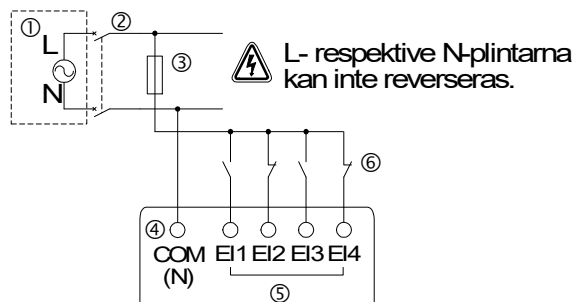 ①
②
L
③
N
L- respektive N-plintarna
kan inte reverseras.
⑥
④
COM
(N)
EI1 EI2 EI3 EI4
⑤